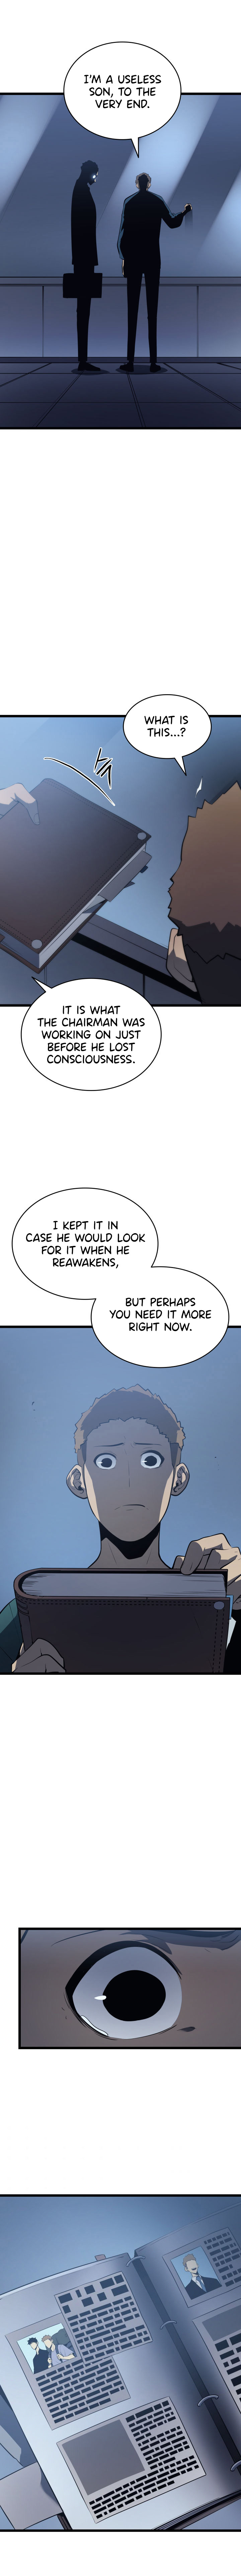 I'M A USELESS
SON, TO THE
VERY END.
WHAT IS
THIS...?
IT IS WHAT
THE CHAIRMAN WAS
WORKING ON JUST
BEFORE HE LOST
CONSCIOUSNESS.
I KEPT IT IN
CASE HE WOULD LOOK
FOR IT WHEN HE
REAWAKENS,
BUT PERHAPS
YOU NEED IT MORE
RIGHT NOW.